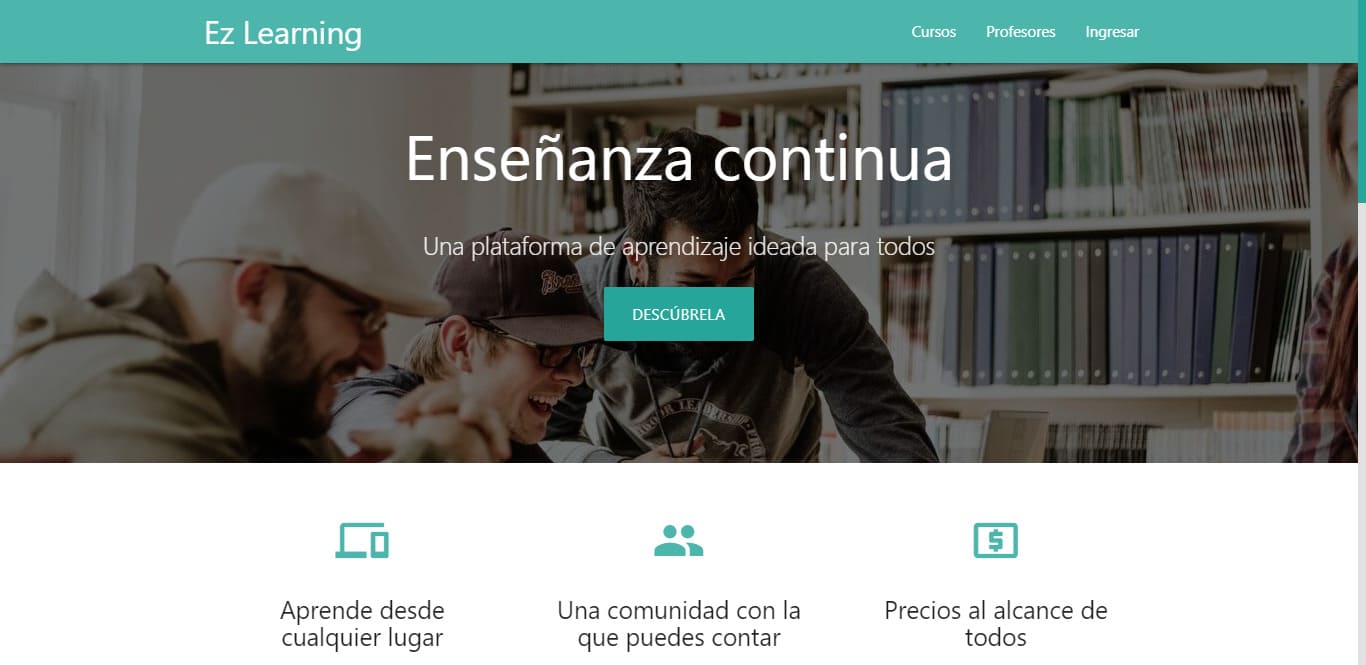 Ez Learning
Cursos Profesores Ingresar
Enseñanza continua
Una plataforma de aprendizaje ideada para todos
DESCÚBRELA
Aprende desde
cualquier lugar
Una comunidad con la
que puedes contar
Precios al alcance de
todos